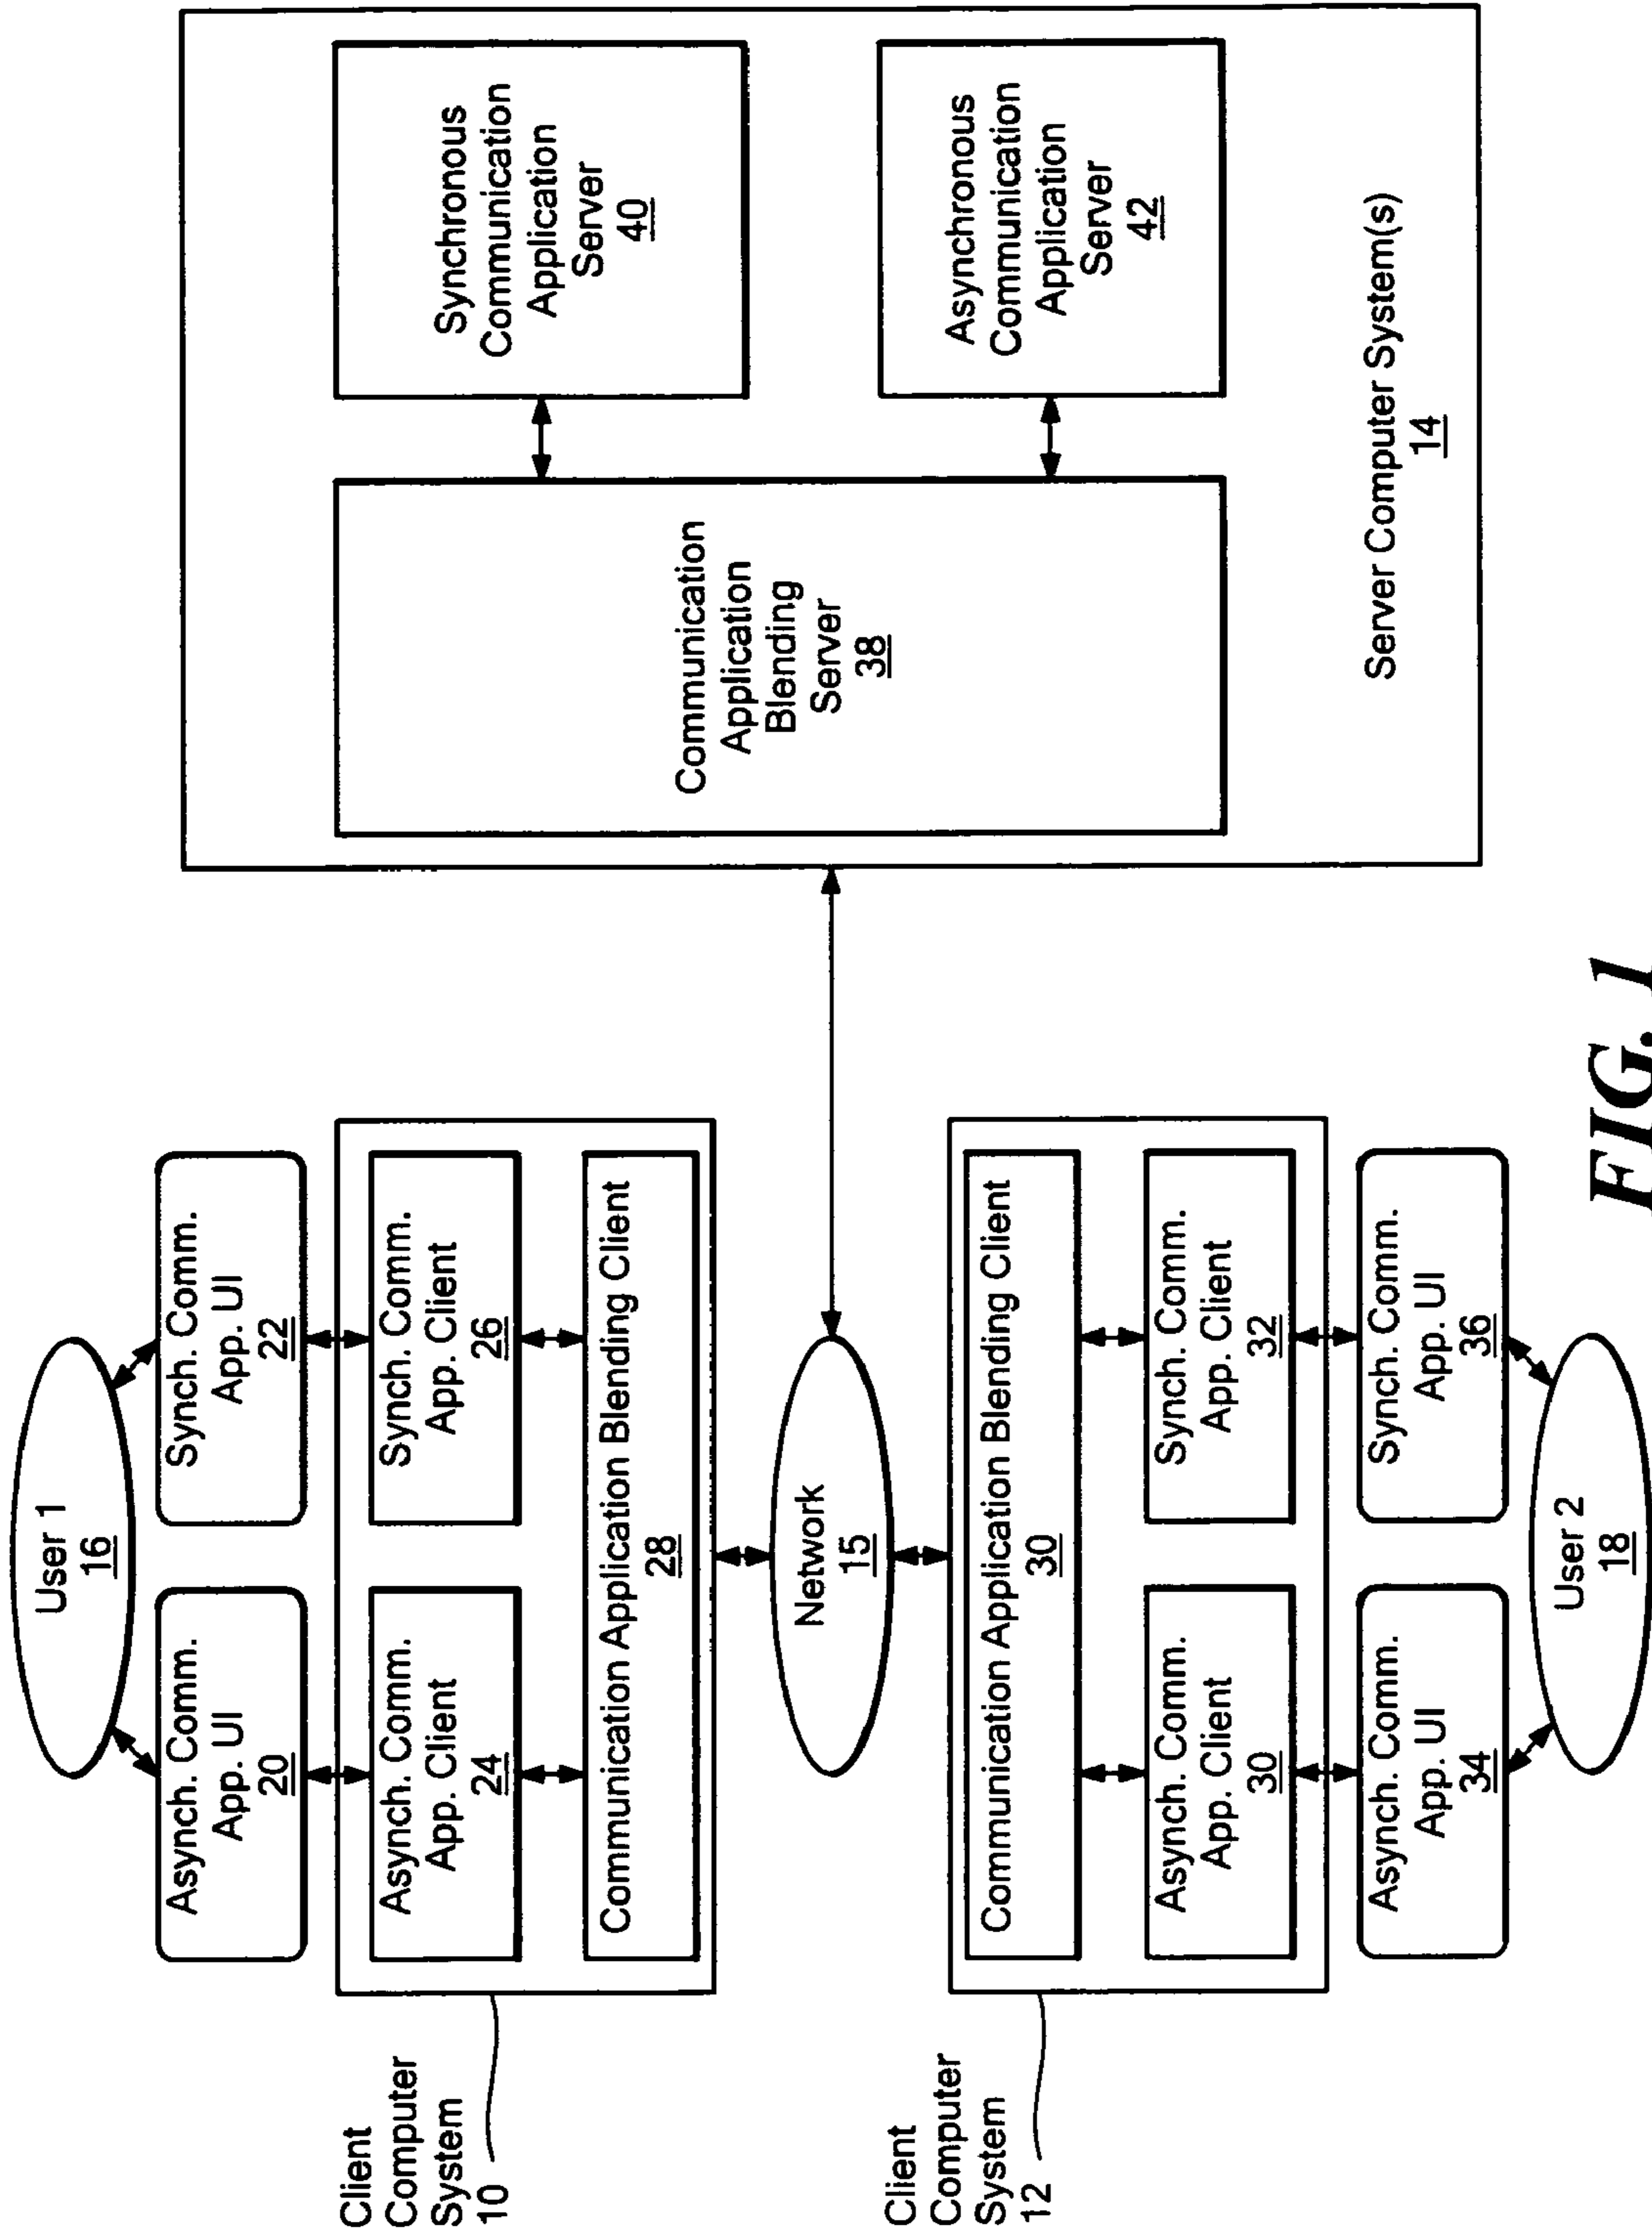 User 1
16
Asynch. Comm.
App. UI
20
Synch. Comm.
App. UI
22
Client
Computer
System
10
Asynch. Comm.
App. Client
24
Synch. Comm.
App. Client
26
Communication Application Blending Client
28
Network
15
Client
Computer
System
12
Communication Application Blending Client
30
Asynch. Comm.
App. Client
30
Synch. Comm.
App. Client
32
Asynch. Comm.
App. UI
34
Synch. Comm.
App. UI
36
User 2
18
Communication
Application
Blending
Server
38
Synchronous
Communication
Application
Server
40
Asynchronous
Communication
Application
Server
42
Server Computer System(s)
14
FIG. 1